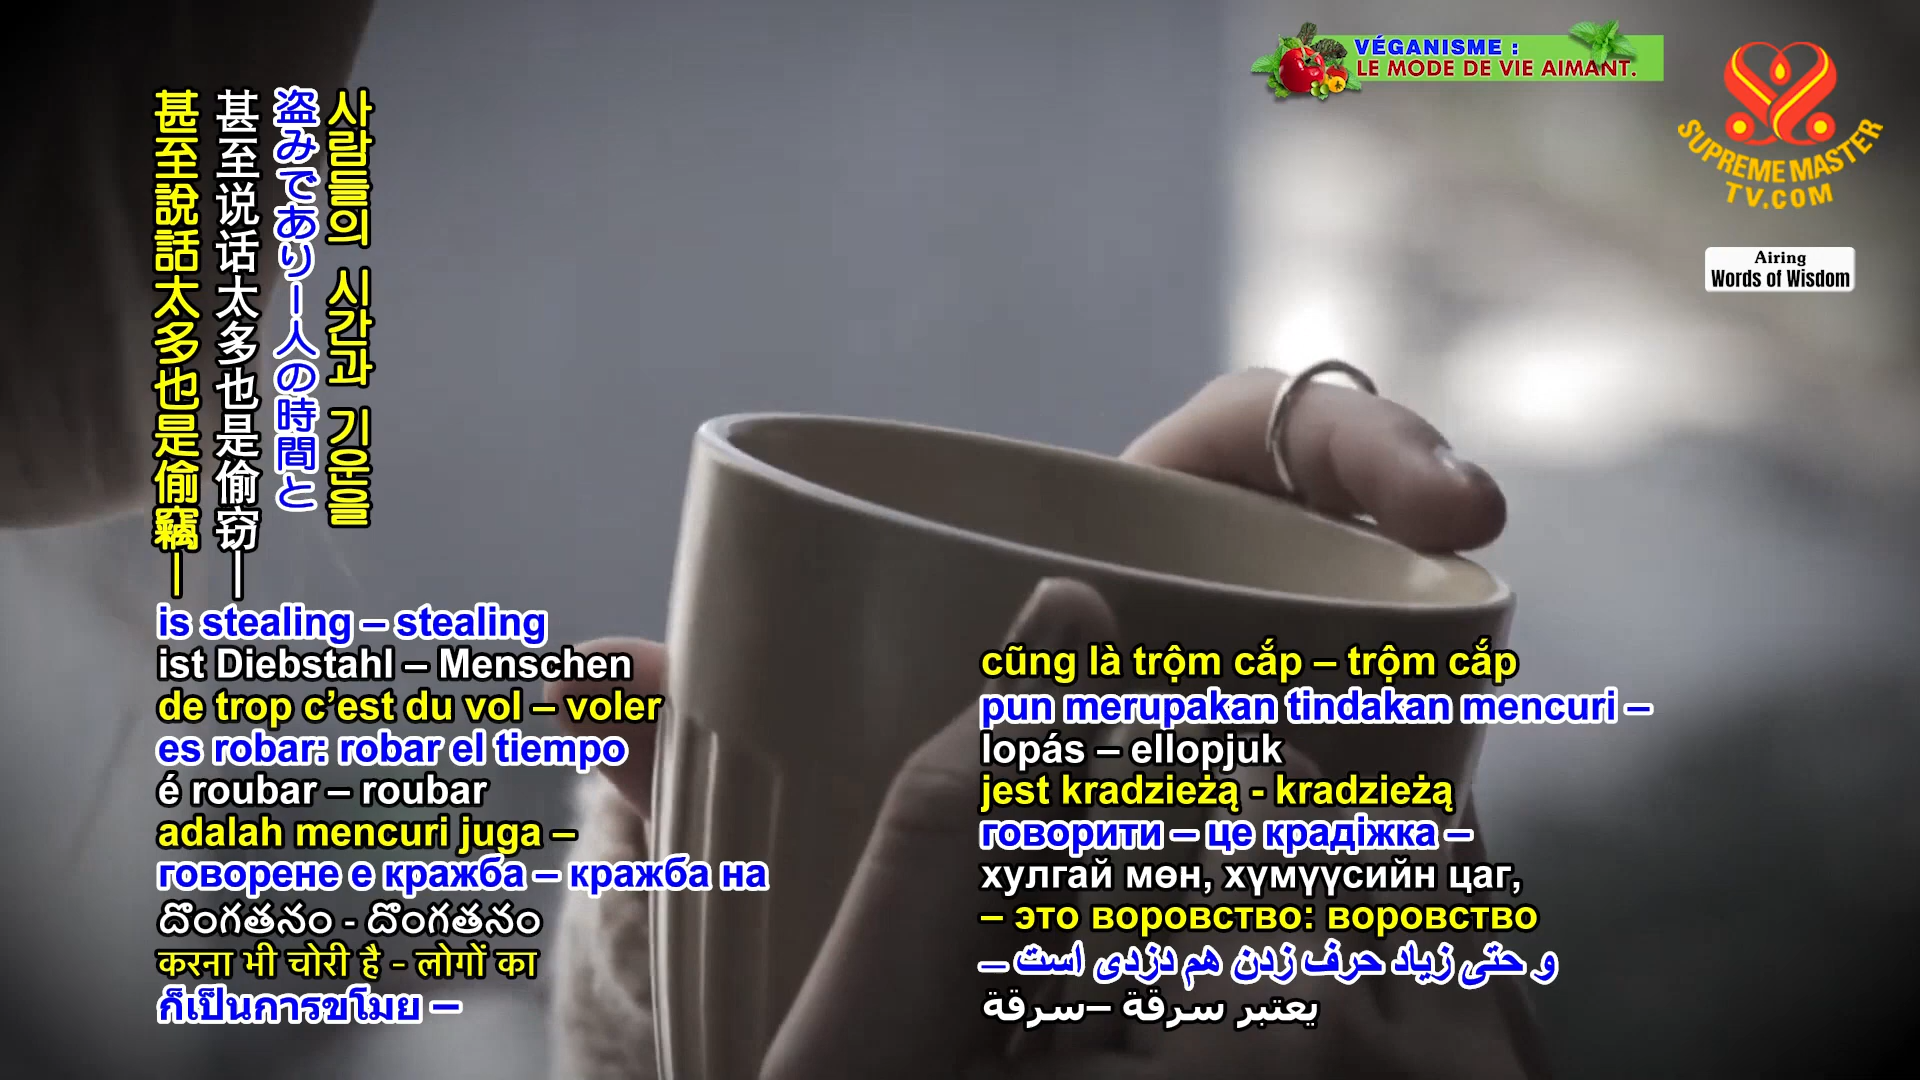 VÉGANISME :
LE MODE DE VIE AIMANT.
SUPREME MASTER
TV.COM
Airing
Words of Wisdom
사람들의 시간과 기운을
盗みであり—人の時間と
甚至说话太多也是偷窃—
甚至說話太多也是偷竊—
is stealing – stealing
ist Diebstahl – Menschen
de trop c’est du vol – voler
es robar: robar el tiempo
é roubar – roubar
adalah mencuri juga –
говорене е кражба – кражба на
దొంగతనం - దొంగతనం
करना भी चोरी है - लोगों का
ก็เป็นการขโมย –
cũng là trộm cắp – trộm cắp
pun merupakan tindakan mencuri –
lopás – ellopjuk
jest kradzieżą - kradzieżą
говорити – це крадіжка –
хулгай мөн, хүмүүсийн цаг,
– это воровство: воровство
و حتی زیاد حرف زدن هم دزدی است –
يعتبر سرقة –سرقة